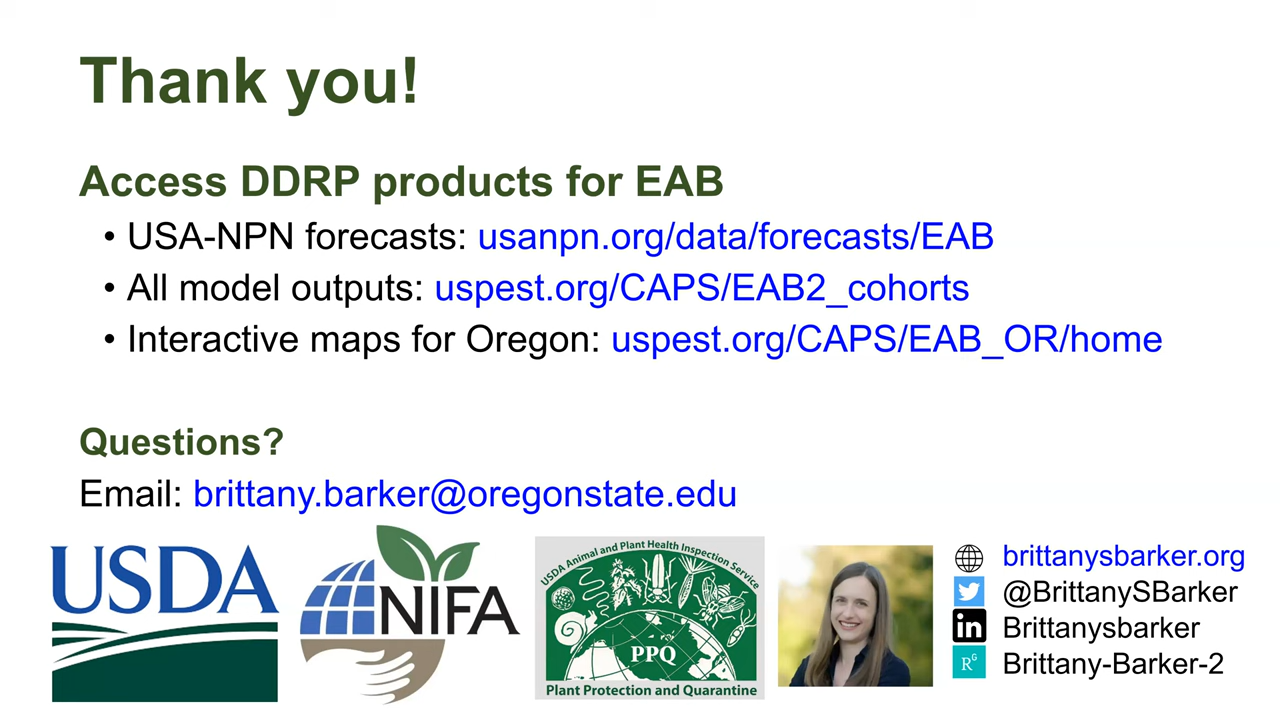 Thank you!
Access DDRP products for EAB
• USA-NPN forecasts: usanpn.org/data/forecasts/EAB
• All model outputs: uspest.org/CAPS/EAB2_cohorts
• Interactive maps for Oregon: uspest.org/CAPS/EAB_OR/home
Questions?
Email: brittany.barker@oregonstate.edu
USDA
NIFA
USDA Animal and Plant Health Inspection Service
PPQ
Plant Protection and Quarantine
brittanysbarker.org
@BrittanySBarker
in Brittanysbarker
RG Brittany-Barker-2